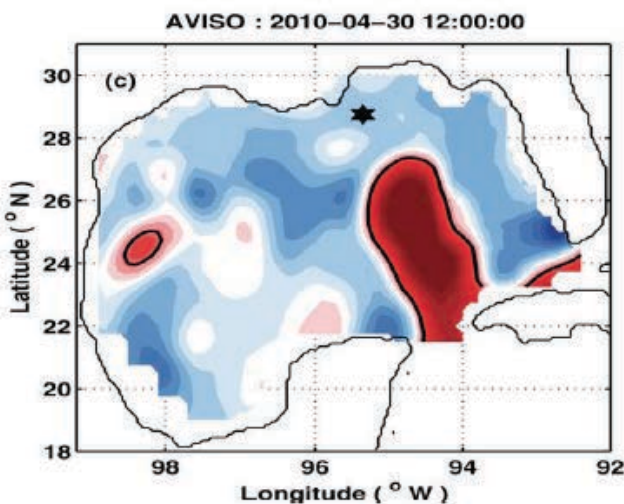 AVISO : 2010−04−30 12:00:00
(c)
30
28
26
24
22
20
18
Latitude ( ° N )
98 96 94 92
Longitude ( ° W )